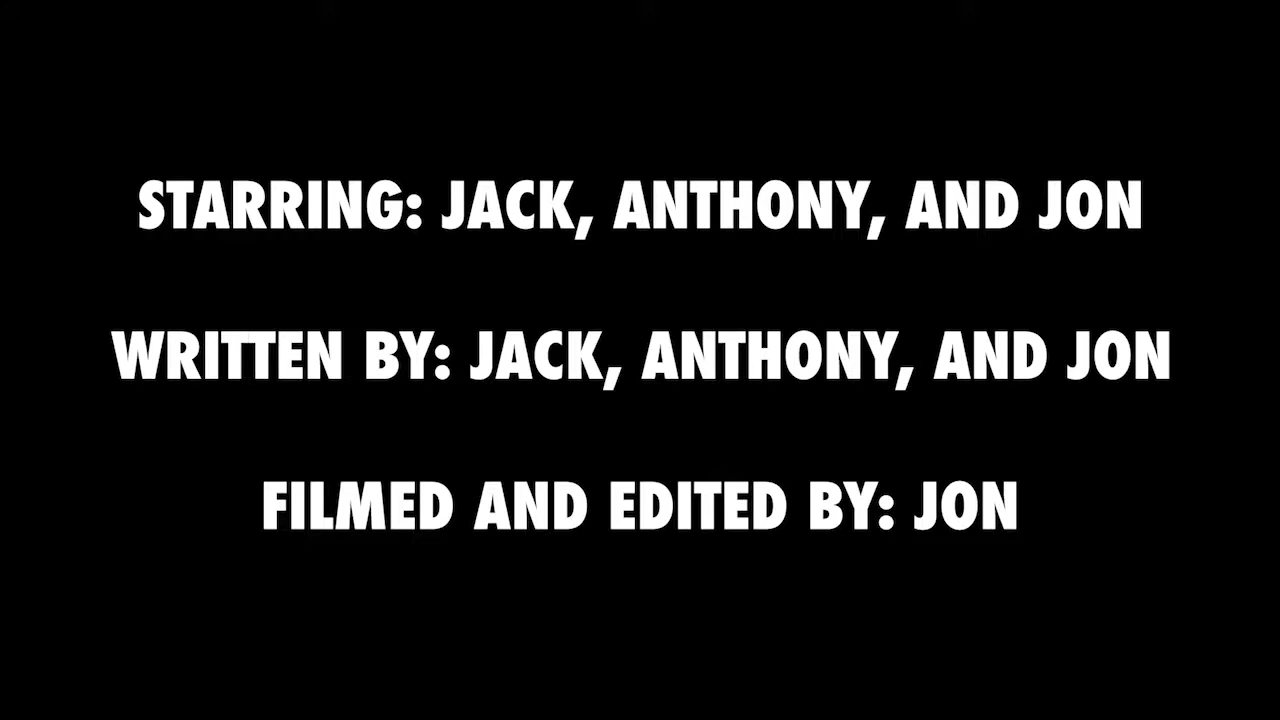 STARRING: JACK, ANTHONY, AND JON
WRITTEN BY: JACK, ANTHONY, AND JON
FILMED AND EDITED BY: JON